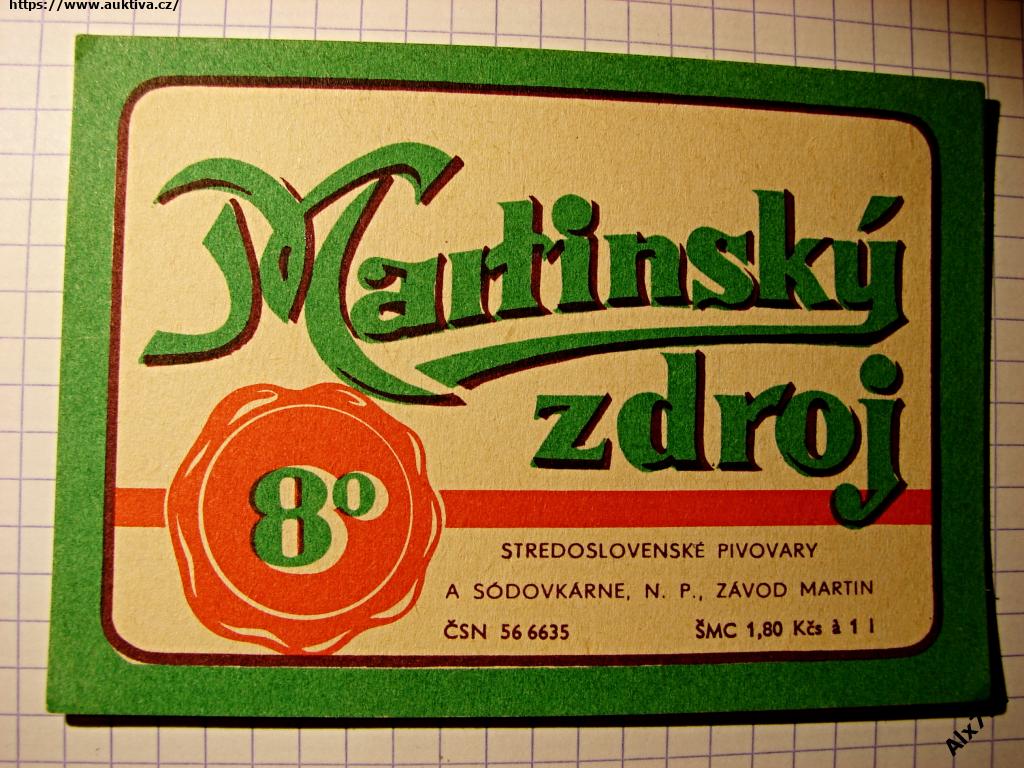 https://www.auktiva.cz/
Martinský
zdroj
8°
STREDOSLOVENSKÉ PIVOVARY
A SÓDOVKÁRNE, N. P., ZÁVOD MARTIN
ČSN 56 6635 ŠMC 1,80 Kčs à 1 l
Alx7